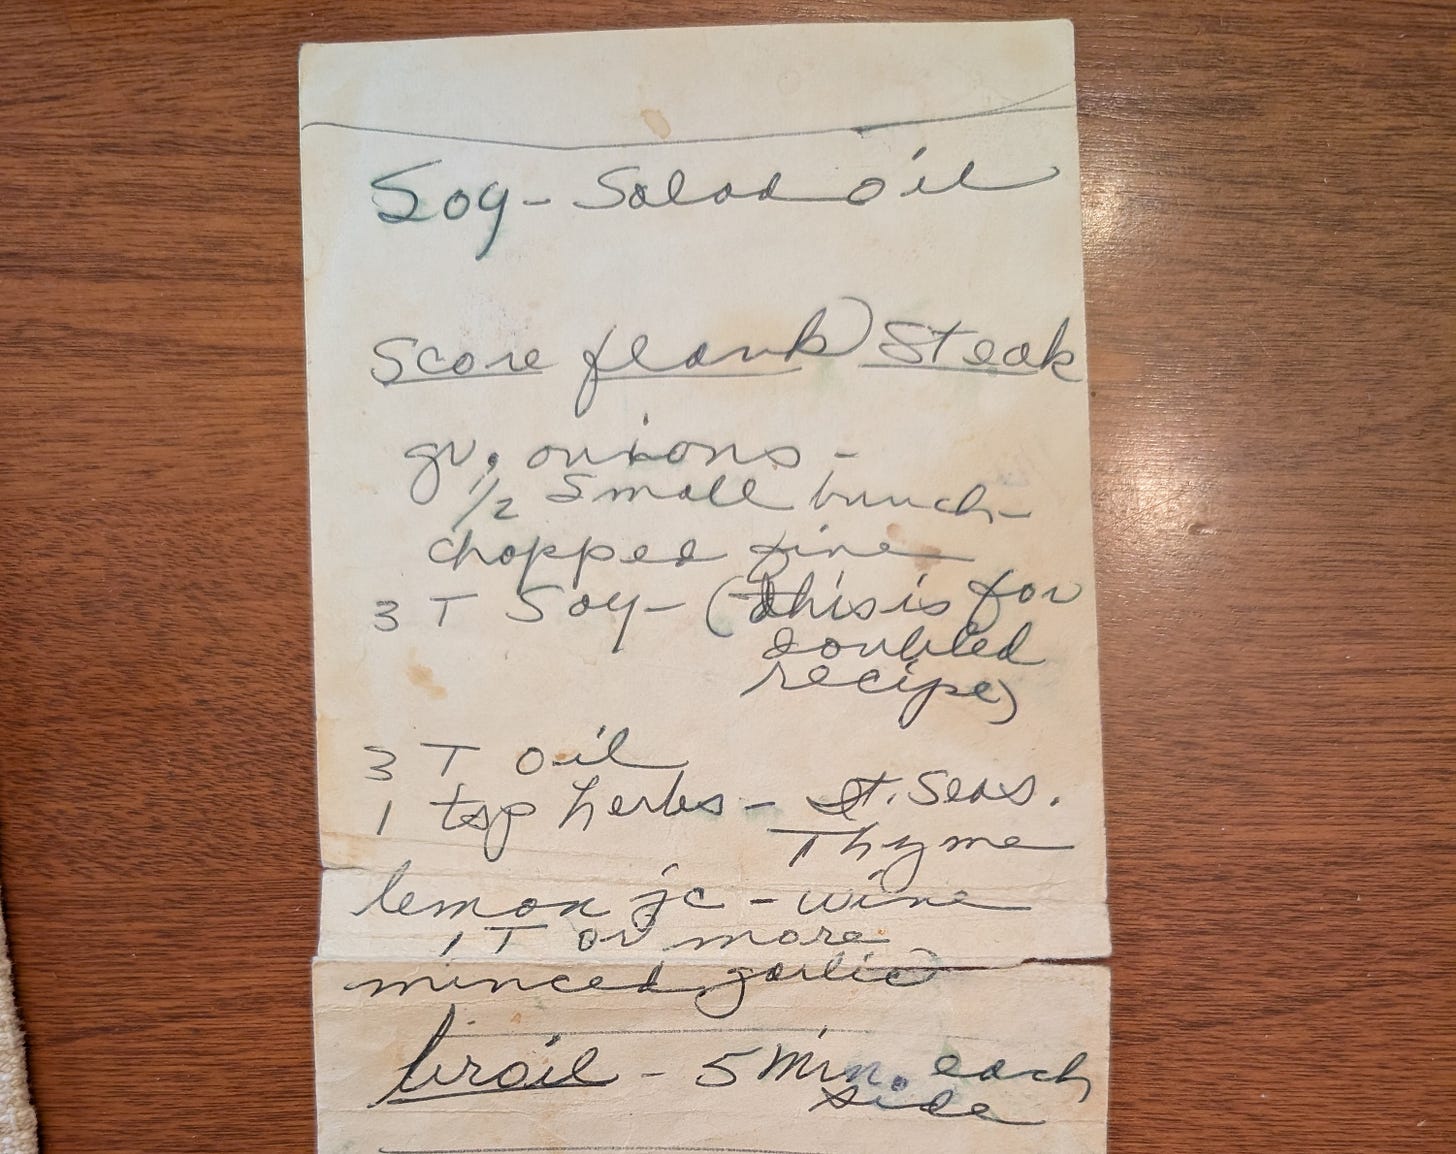 Soy - Salad oil
Score flank Steak
gr. onions -
1/2 Small bunch -
chopped fine
3 T Soy - (this is for
doubled
recipe)
3 T oil
1 tsp herbs - It. Seas.
Thyme
lemon jc - wine
1 T or more
minced garlic
broil - 5 min. each
side